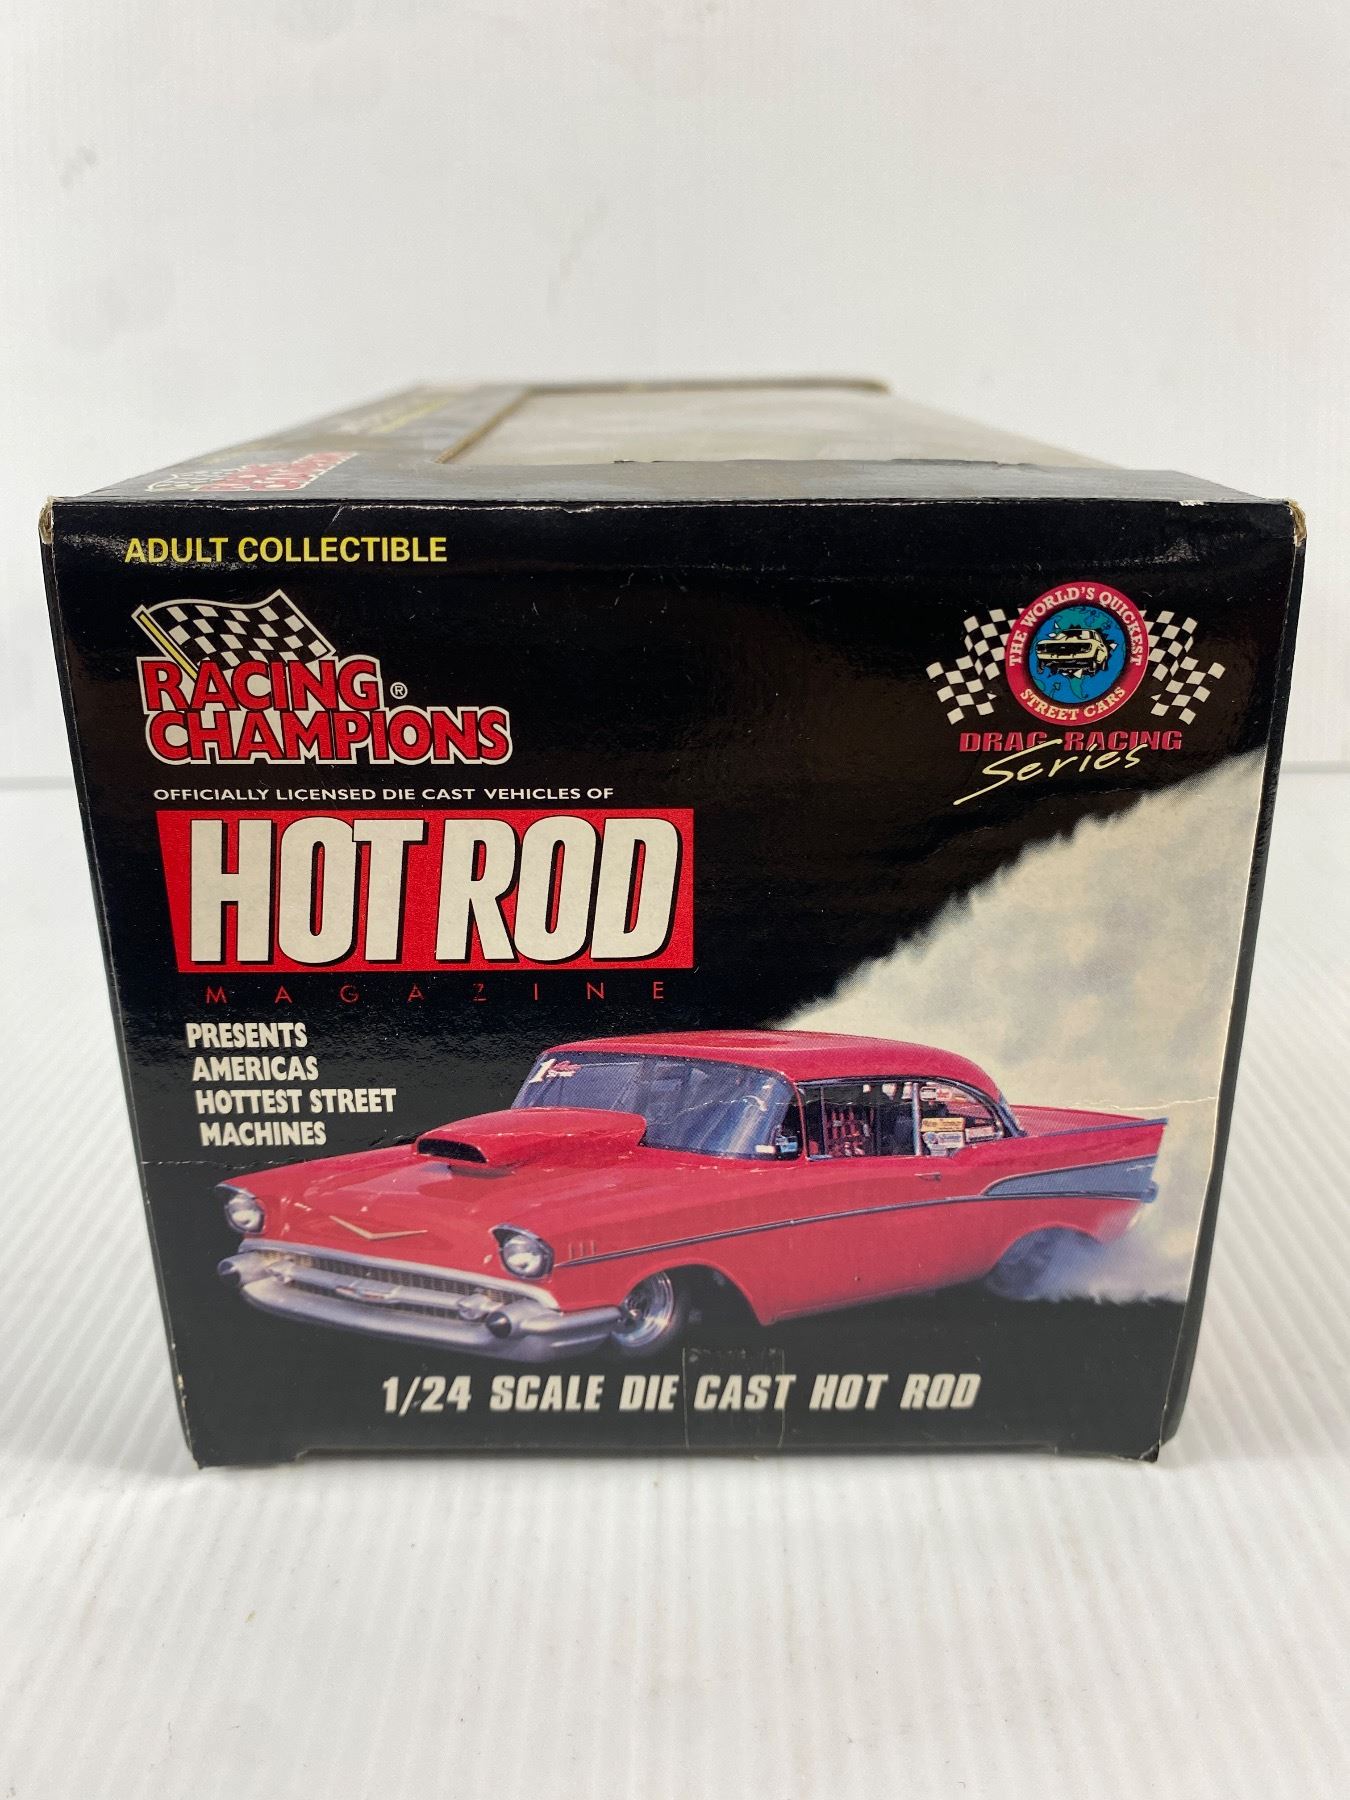 ADULT COLLECTIBLE
RACING
CHAMPIONS®
THE WORLD'S QUICKEST
STREET CARS
DRAG RACING
Series
OFFICIALLY LICENSED DIE CAST VEHICLES OF
HOT ROD
MAGAZINE
PRESENTS
AMERICAS
HOTTEST STREET
MACHINES
1/24 SCALE DIE CAST HOT ROD